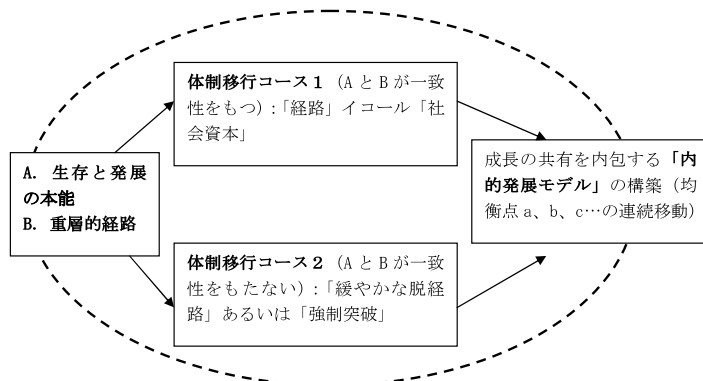 体制移行コース１（AとBが一致
性をもつ）:「経路」イコール「社
会資本」
A. 生存と発展
の本能
B. 重層的経路
成長の共有を内包する「内
的発展モデル」の構築（均
衡点 a、b、c…の連続移動）
体制移行コース２（AとBが一致
性をもたない）:「緩やかな脱経
路」あるいは「強制突破」